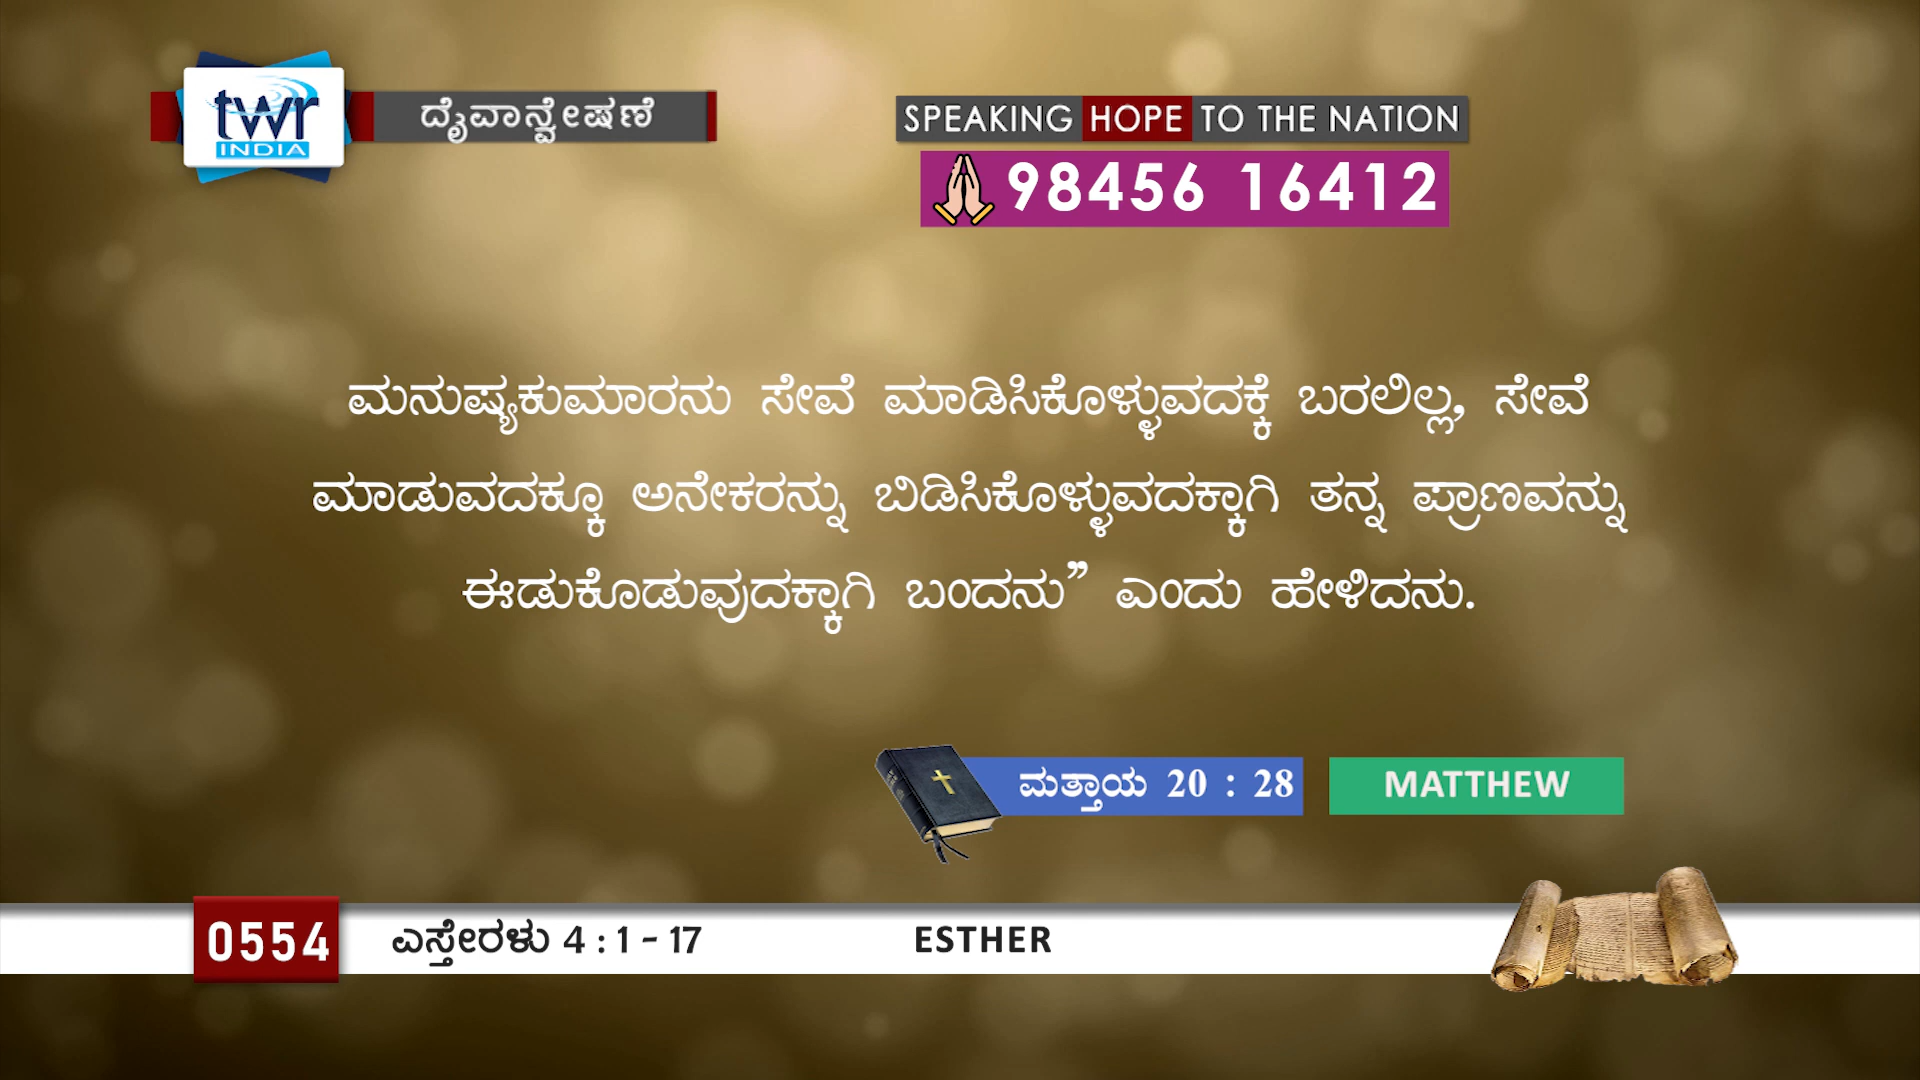 twr
INDIA
ದೈವಾನ್ವೇಷಣೆ
SPEAKING HOPE TO THE NATION
98456 16412
ಮನುಷ್ಯಕುಮಾರನು ಸೇವೆ ಮಾಡಿಸಿಕೊಳ್ಳುವದಕ್ಕೆ ಬರಲಿಲ್ಲ, ಸೇವೆ
ಮಾಡುವದಕ್ಕೂ ಅನೇಕರನ್ನು ಬಿಡಿಸಿಕೊಳ್ಳುವದಕ್ಕಾಗಿ ತನ್ನ ಪ್ರಾಣವನ್ನು
ಈಡುಕೊಡುವುದಕ್ಕಾಗಿ ಬಂದನು” ಎಂದು ಹೇಳಿದನು.
ಮತ್ತಾಯ 20 : 28
MATTHEW
0554
ಎಸ್ತೇರಳು 4 : 1 - 17
ESTHER